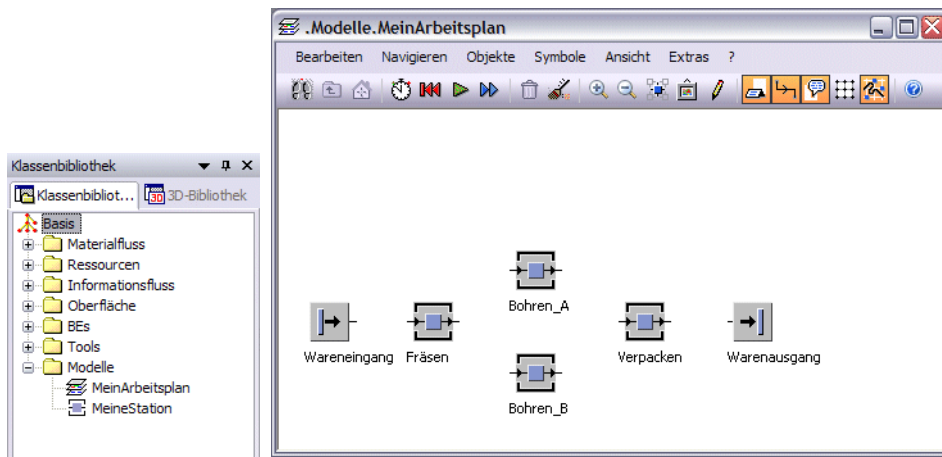 Klassenbibliothek
Klassenbibliot... 3D-Bibliothek
Basis
Materialfluss
Ressourcen
Informationsfluss
Oberfläche
BEs
Tools
Modelle
MeinArbeitsplan
MeineStation
.Modelle.MeinArbeitsplan
Bearbeiten Navigieren Objekte Symbole Ansicht Extras ?
Bohren_A
Wareneingang Fräsen Verpacken Warenausgang
Bohren_B